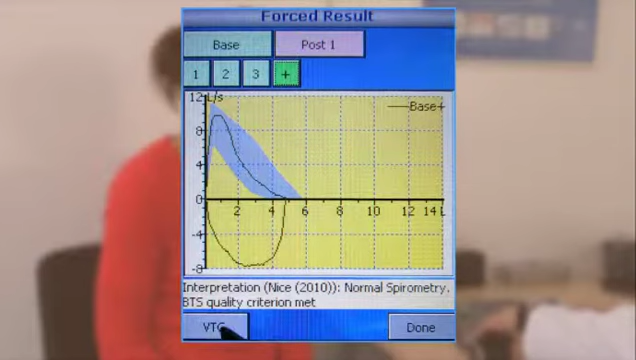 Forced Result
Base
Post 1
1
2
3
+
12 L/s
Base+
8
4
0
2 4 6 8 10 12 14 L
-4
-8
Interpretation (Nice (2010)): Normal Spirometry.
BTS quality criterion met
VTG
Done